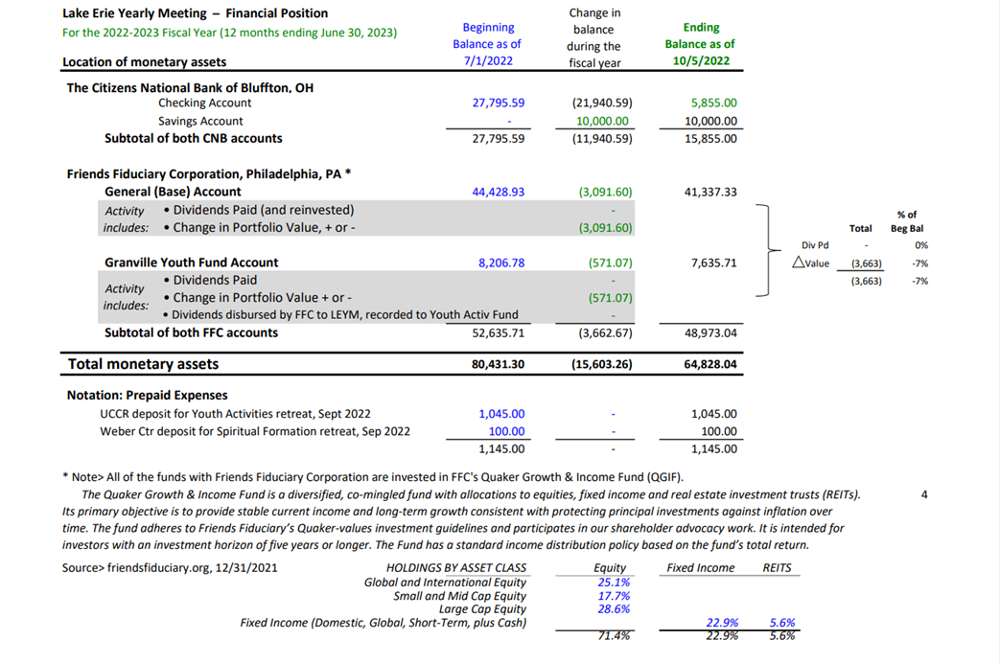 Lake Erie Yearly Meeting – Financial Position
For the 2022-2023 Fiscal Year (12 months ending June 30, 2023)
Location of monetary assets
Beginning Balance as of 7/1/2022
Change in balance during the fiscal year
Ending Balance as of 10/5/2022
The Citizens National Bank of Bluffton, OH
Checking Account 27,795.59 (21,940.59) 5,855.00
Savings Account - 10,000.00 10,000.00
Subtotal of both CNB accounts 27,795.59 (11,940.59) 15,855.00
Friends Fiduciary Corporation, Philadelphia, PA *
General (Base) Account 44,428.93 (3,091.60) 41,337.33
Activity includes:
• Dividends Paid (and reinvested) -
• Change in Portfolio Value, + or - (3,091.60)
Granville Youth Fund Account 8,206.78 (571.07) 7,635.71
Activity includes:
• Dividends Paid -
• Change in Portfolio Value + or - (571.07)
• Dividends disbursed by FFC to LEYM, recorded to Youth Activ Fund -
Subtotal of both FFC accounts 52,635.71 (3,662.67) 48,973.04
Total % of Beg Bal
Div Pd - 0%
△Value (3,663) -7%
(3,663) -7%
Total monetary assets 80,431.30 (15,603.26) 64,828.04
Notation: Prepaid Expenses
UCCR deposit for Youth Activities retreat, Sept 2022 1,045.00 - 1,045.00
Weber Ctr deposit for Spiritual Formation retreat, Sep 2022 100.00 - 100.00
1,145.00 - 1,145.00
* Note> All of the funds with Friends Fiduciary Corporation are invested in FFC's Quaker Growth & Income Fund (QGIF).
The Quaker Growth & Income Fund is a diversified, co-mingled fund with allocations to equities, fixed income and real estate investment trusts (REITs).
4
Its primary objective is to provide stable current income and long-term growth consistent with protecting principal investments against inflation over
time. The fund adheres to Friends Fiduciary's Quaker-values investment guidelines and participates in our shareholder advocacy work. It is intended for
investors with an investment horizon of five years or longer. The Fund has a standard income distribution policy based on the fund's total return.
Source> friendsfiduciary.org, 12/31/2021
HOLDINGS BY ASSET CLASS Equity Fixed Income REITS
Global and International Equity 25.1%
Small and Mid Cap Equity 17.7%
Large Cap Equity 28.6%
Fixed Income (Domestic, Global, Short-Term, plus Cash) 22.9% 5.6%
71.4% 22.9% 5.6%